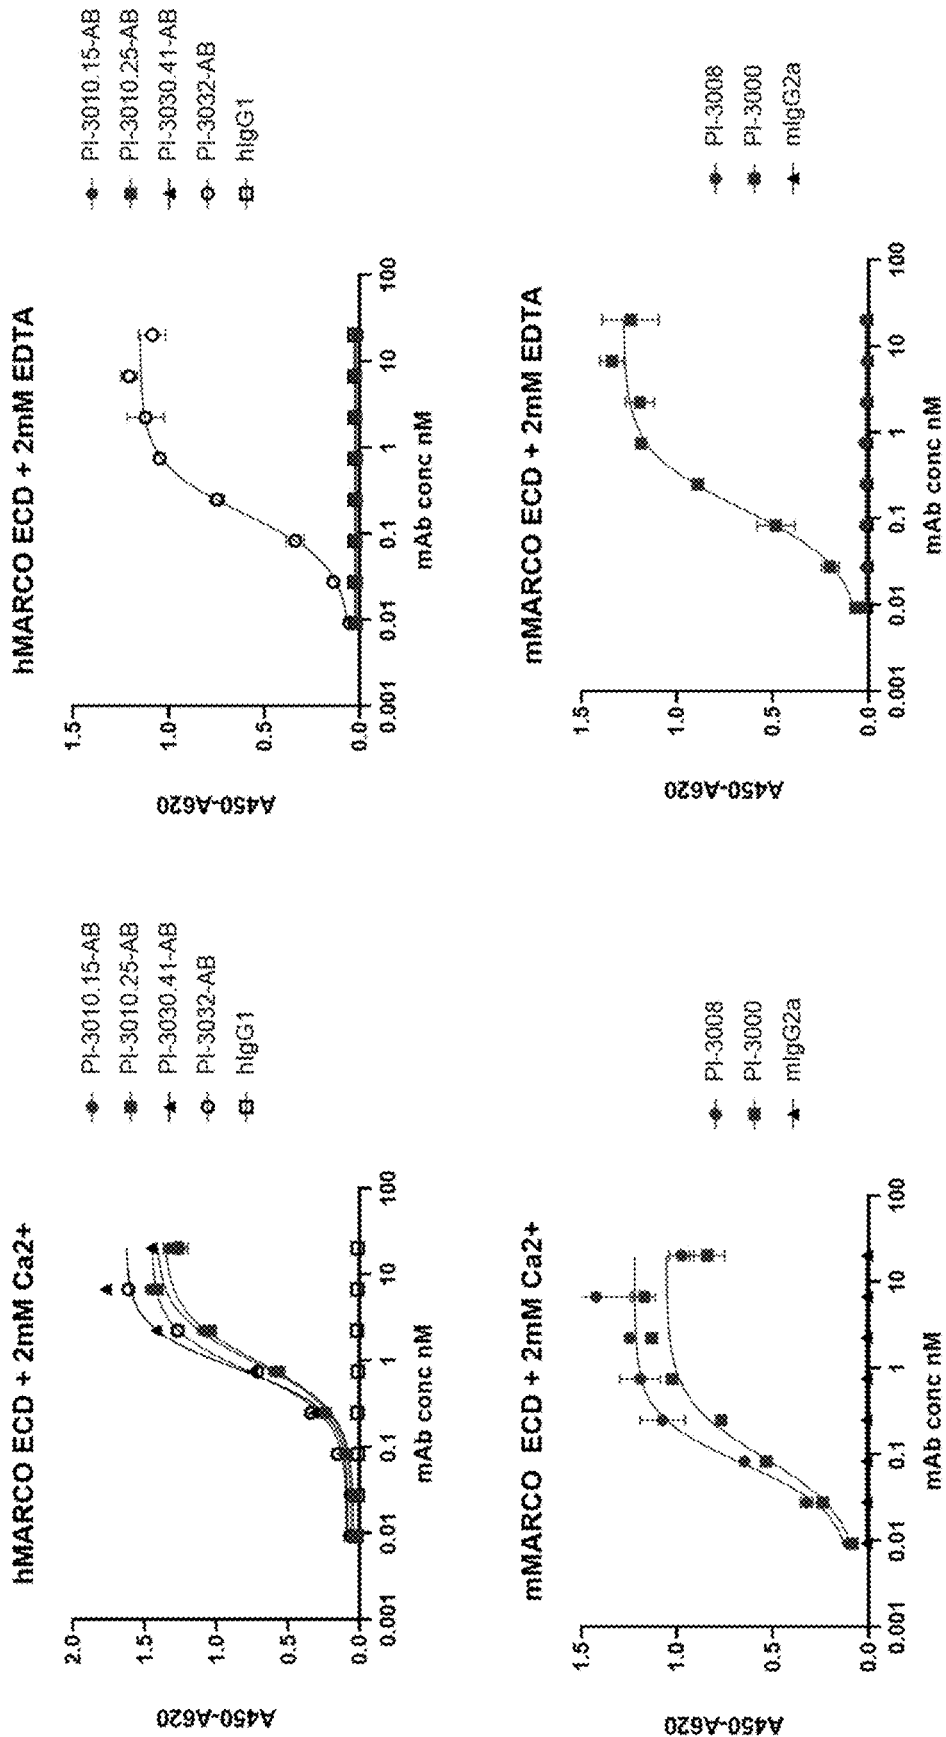 hMARCO ECD + 2mM Ca2+
A450-A620
2.0
1.5
1.0
0.5
0.0
0.001
0.01
0.1
1
10
100
mAb conc nM
PI-3010.15-AB
PI-3010.25-AB
PI-3030.41-AB
PI-3032-AB
hIgG1
hMARCO ECD + 2mM EDTA
A450-A620
1.5
1.0
0.5
0.0
0.001
0.01
0.1
1
10
100
mAb conc nM
PI-3010.15-AB
PI-3010.25-AB
PI-3030.41-AB
PI-3032-AB
hIgG1
mMARCO ECD + 2mM Ca2+
A450-A620
1.5
1.0
0.5
0.0
0.001
0.01
0.1
1
10
100
mAb conc nM
PI-3008
PI-3000
mIgG2a
mMARCO ECD + 2mM EDTA
A450-A620
1.5
1.0
0.5
0.0
0.001
0.01
0.1
1
10
100
mAb conc nM
PI-3008
PI-3000
mIgG2a